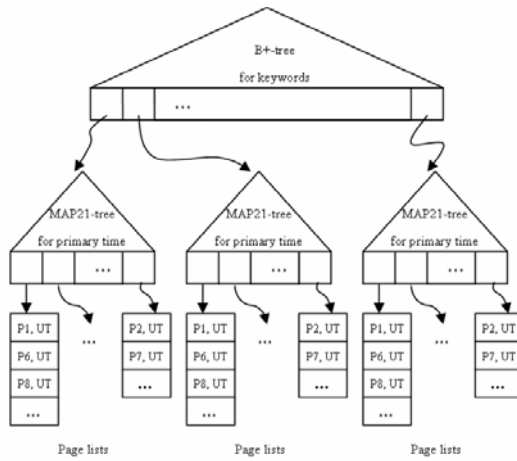 B+-tree
for keywords
...
MAP21-tree
for primary time
...
MAP21-tree
for primary time
...
MAP21-tree
for primary time
...
P1, UT
P6, UT
P8, UT
...
...
P2, UT
P7, UT
...
P1, UT
P6, UT
P8, UT
...
...
P2, UT
P7, UT
...
P1, UT
P6, UT
P8, UT
...
...
P2, UT
P7, UT
...
Page lists
Page lists
Page lists